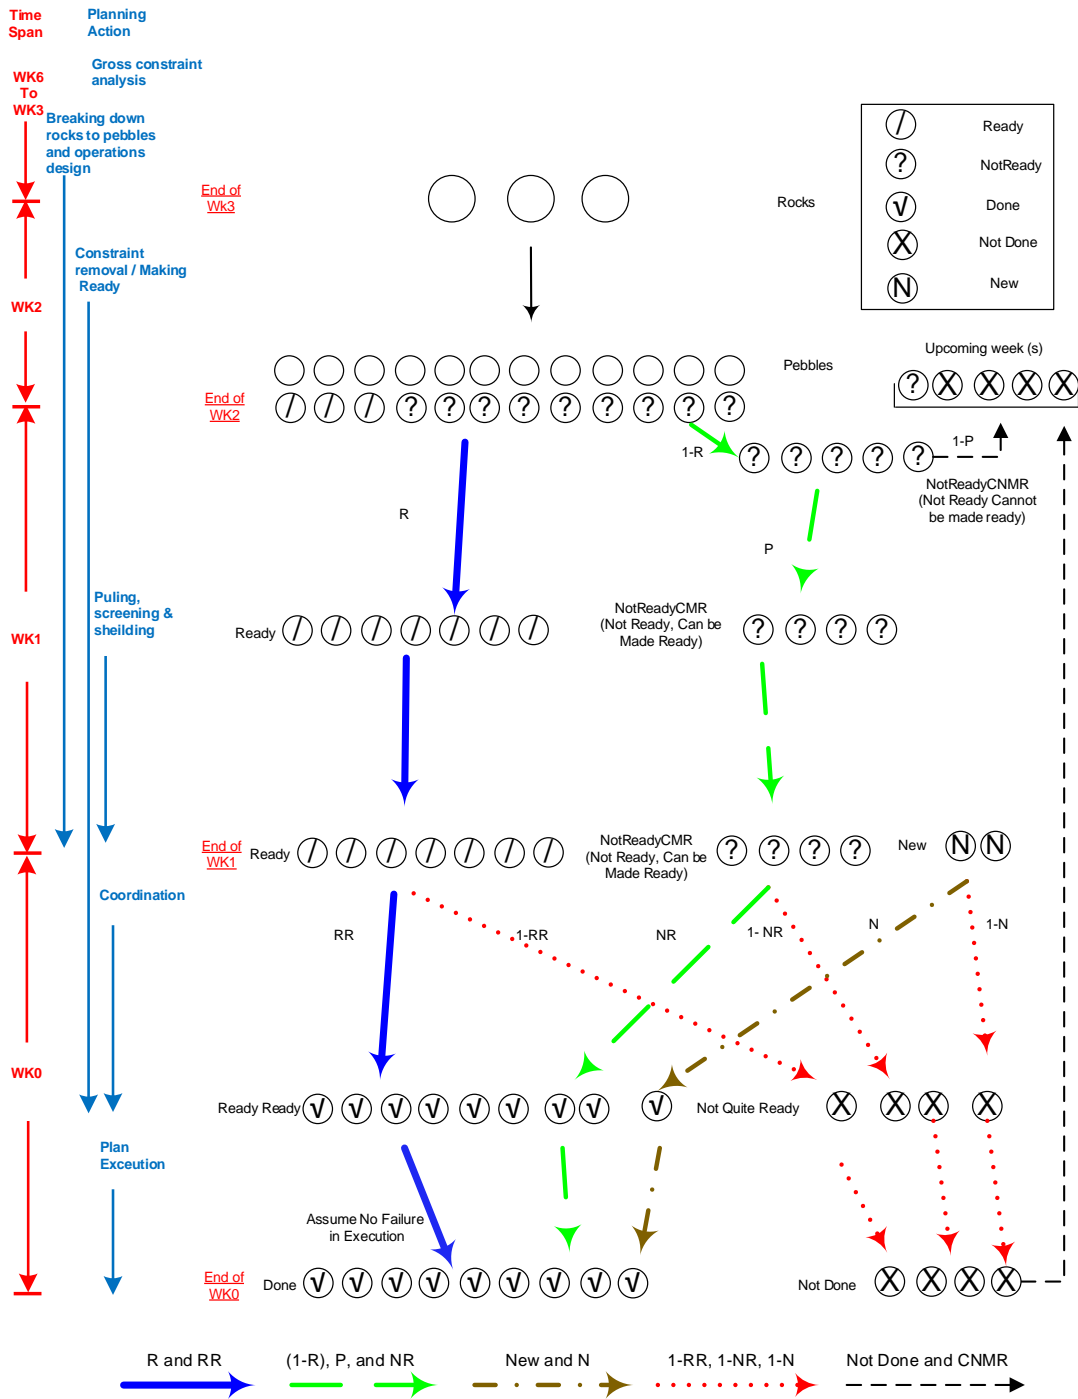 Time
Span
Planning
Action
Gross constraint
analysis
WK6
To
WK3
Breaking down
rocks to pebbles
and operations
design
/ Ready
? NotReady
√ Done
X Not Done
N New
End of
Wk3
Rocks
Constraint
removal / Making
Ready
WK2
Upcoming week (s)
? X X X X
Pebbles
End of
WK2
/ / / ? ? ? ? ? ? ? ? ?
1-R
? ? ? ? ?
1-P
NotReadyCNMR
(Not Ready Cannot
be made ready)
R
P
Puling,
screening &
sheilding
WK1
Ready / / / / / / /
NotReadyCMR
(Not Ready, Can be
Made Ready)
? ? ? ?
End of
WK1
Ready / / / / / / /
NotReadyCMR
(Not Ready, Can be
Made Ready)
? ? ? ?
New N N
Coordination
RR
1-RR
NR
1- NR
N
1-N
WK0
Ready Ready √ √ √ √ √ √ √ √ √
Not Quite Ready X X X X
Plan
Exceution
Assume No Failure
in Execution
End of
WK0
Done √ √ √ √ √ √ √ √ √
Not Done X X X X
R and RR
(1-R), P, and NR
New and N
1-RR, 1-NR, 1-N
Not Done and CNMR